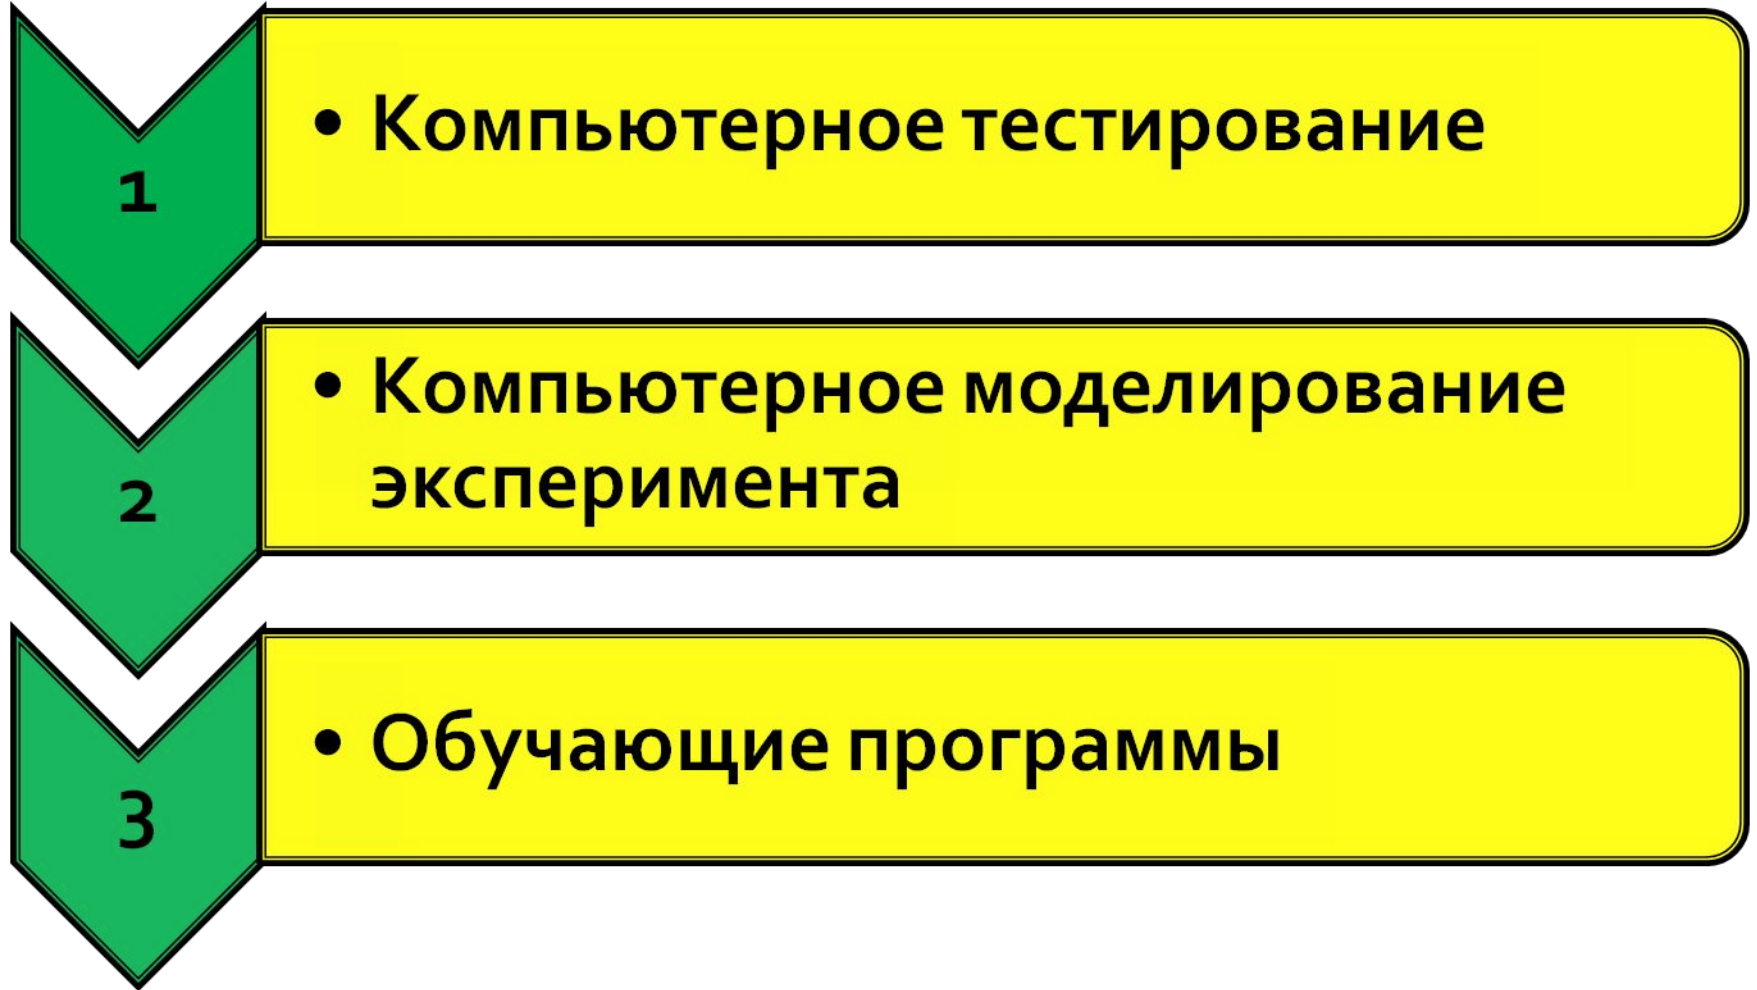 1
• Компьютерное тестирование
2
• Компьютерное моделирование
эксперимента
3
• Обучающие программы